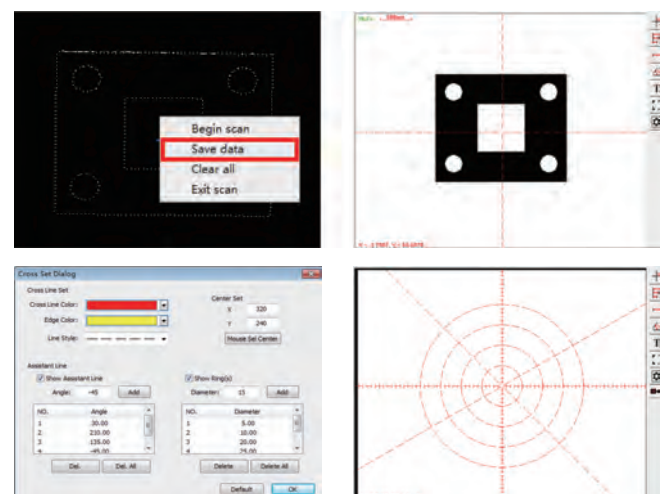 Begin scan
Save data
Clear all
Exit scan
Cross Set Dialog
Cross Line Set
Cross Line Color:
Edge Color:
Line Style:
Center Set
X 320
Y 240
Mouse Sel Center
Assistant Line
Show Assistant Line
Angle: -45 Add
NO. Angle
1 30.00
2 210.00
3 135.00
4 -45.00
Del. Del. All
Show Ring(s)
Diameter: 15 Add
NO. Diameter
1 5.00
2 10.00
3 20.00
4 25.00
Delete Delete All
Default OK